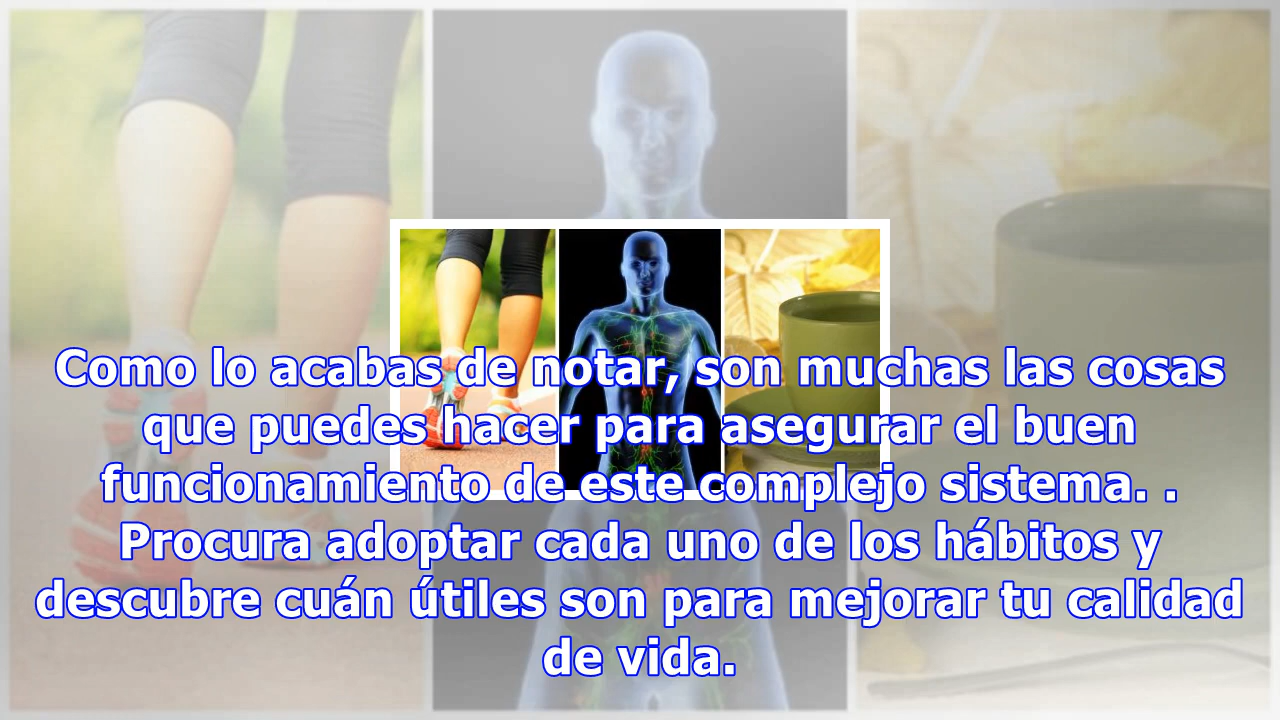 Como lo acabas de notar, son muchas las cosas
que puedes hacer para asegurar el buen
funcionamiento de este complejo sistema. .
Procura adoptar cada uno de los hábitos y
descubre cuán útiles son para mejorar tu calidad
de vida.